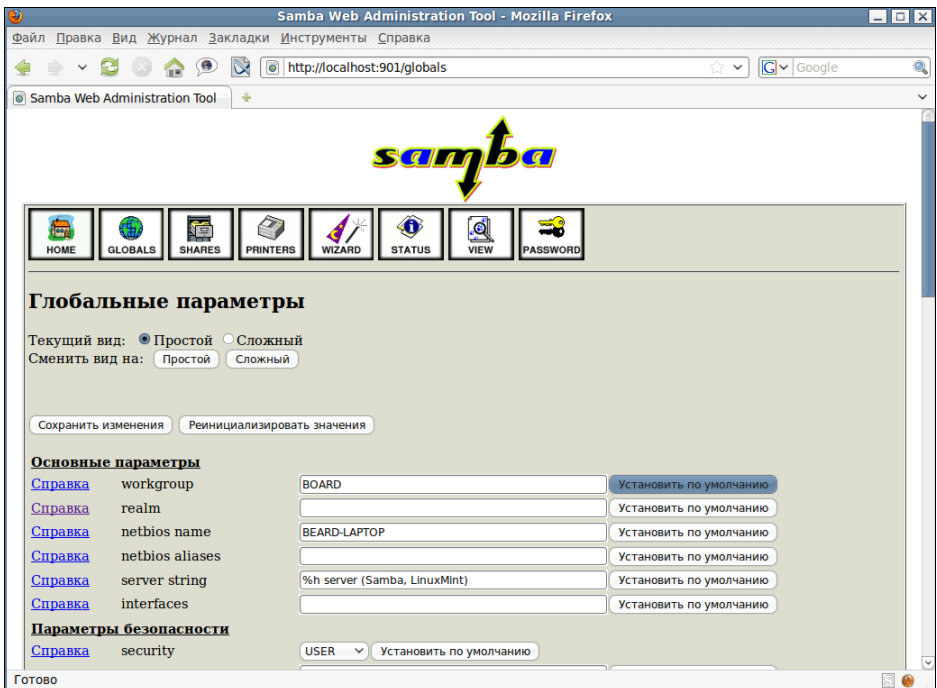 Samba Web Administration Tool - Mozilla Firefox
Файл Правка Вид Журнал Закладки Инструменты Справка
http://localhost:901/globals
Google
Samba Web Administration Tool
samba
HOME GLOBALS SHARES PRINTERS WIZARD STATUS VIEW PASSWORD
Глобальные параметры
Текущий вид: Простой Сложный
Сменить вид на: Простой Сложный
Сохранить изменения Реинициализировать значения
Основные параметры
Справка workgroup BOARD Установить по умолчанию
Справка realm Установить по умолчанию
Справка netbios name BEARD-LAPTOP Установить по умолчанию
Справка netbios aliases Установить по умолчанию
Справка server string %h server (Samba, LinuxMint) Установить по умолчанию
Справка interfaces Установить по умолчанию
Параметры безопасности
Справка security USER Установить по умолчанию
Готово